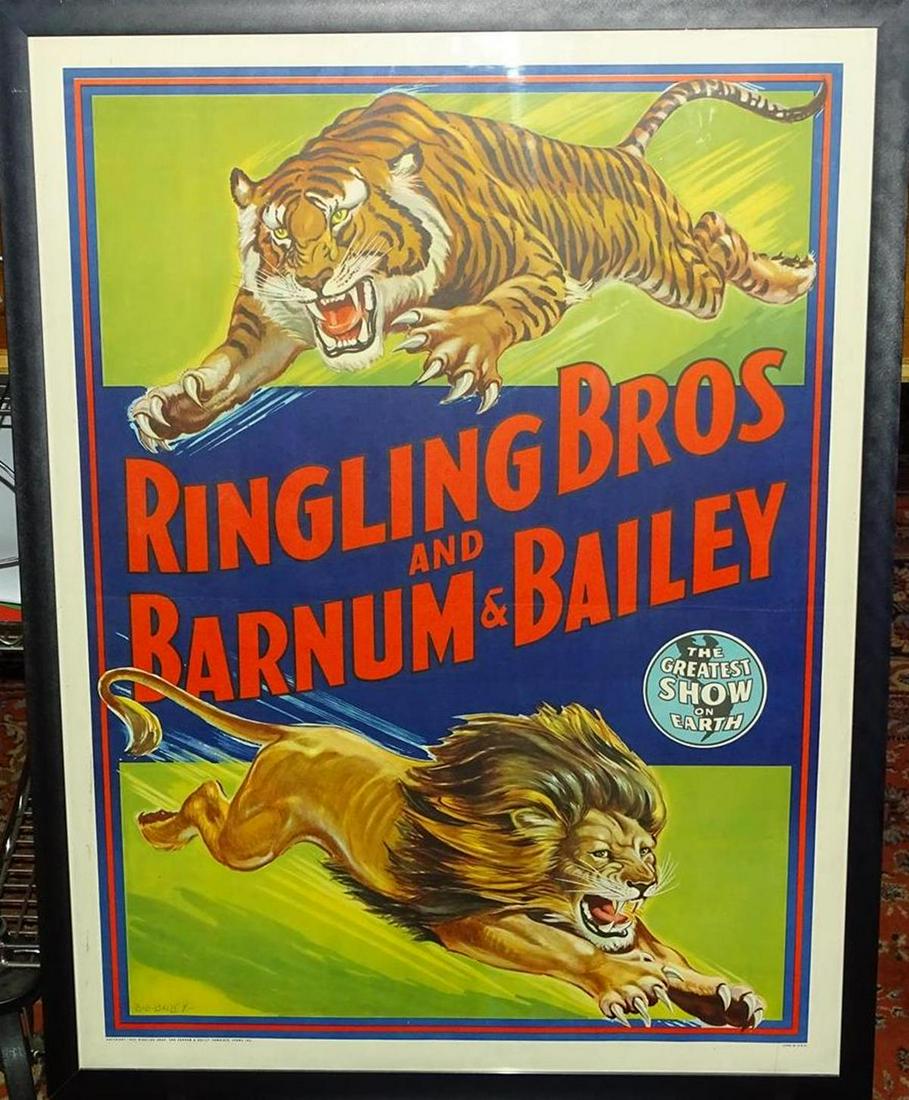 RINGLING BROS
AND
BARNUM & BAILEY
THE
GREATEST
SHOW
ON
EARTH